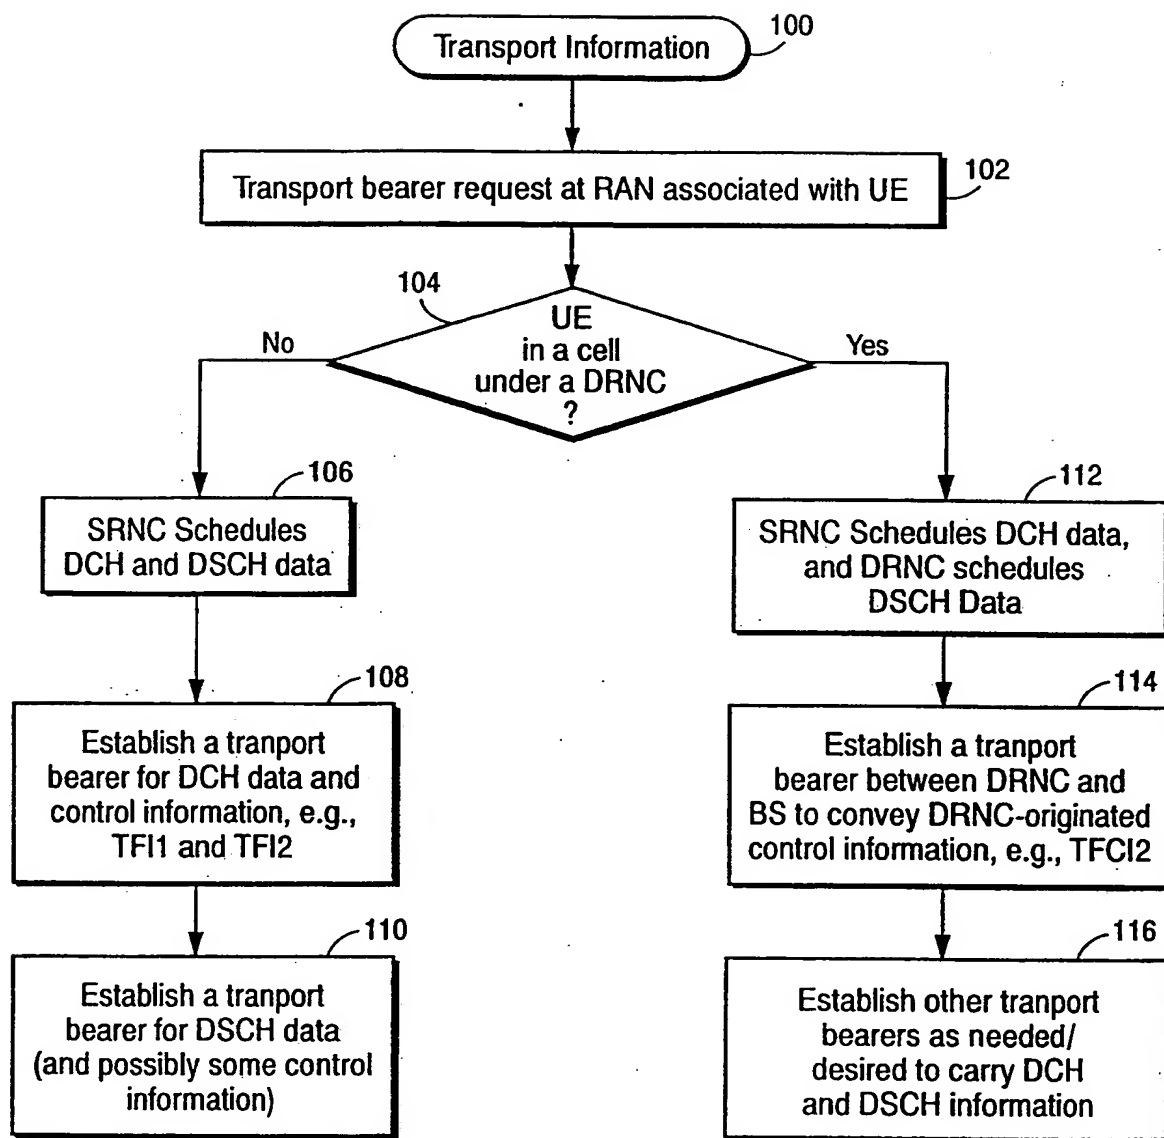 Transport Information
100
Transport bearer request at RAN associated with UE
102
104
UE
in a cell
under a DRNC
?
No
Yes
106
SRNC Schedules
DCH and DSCH data
112
SRNC Schedules DCH data,
and DRNC schedules
DSCH Data
108
Establish a tranport
bearer for DCH data and
control information, e.g.,
TFI1 and TFI2
114
Establish a tranport
bearer between DRNC and
BS to convey DRNC-originated
control information, e.g., TFCI2
110
Establish a tranport
bearer for DSCH data
(and possibly some control
information)
116
Establish other tranport
bearers as needed/
desired to carry DCH
and DSCH information